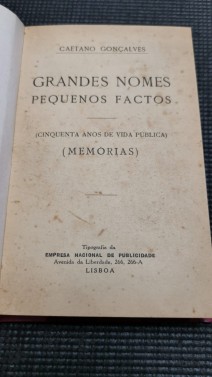 CAETANO GONÇALVES
GRANDES NOMES
PEQUENOS FACTOS
(CINQUENTA ANOS DE VIDA PÚBLICA)
(MEMÓRIAS)
Tipografia da
EMPRESA NACIONAL DE PUBLICIDADE
Avenida da Liberdade, 266, 266-A
LISBOA